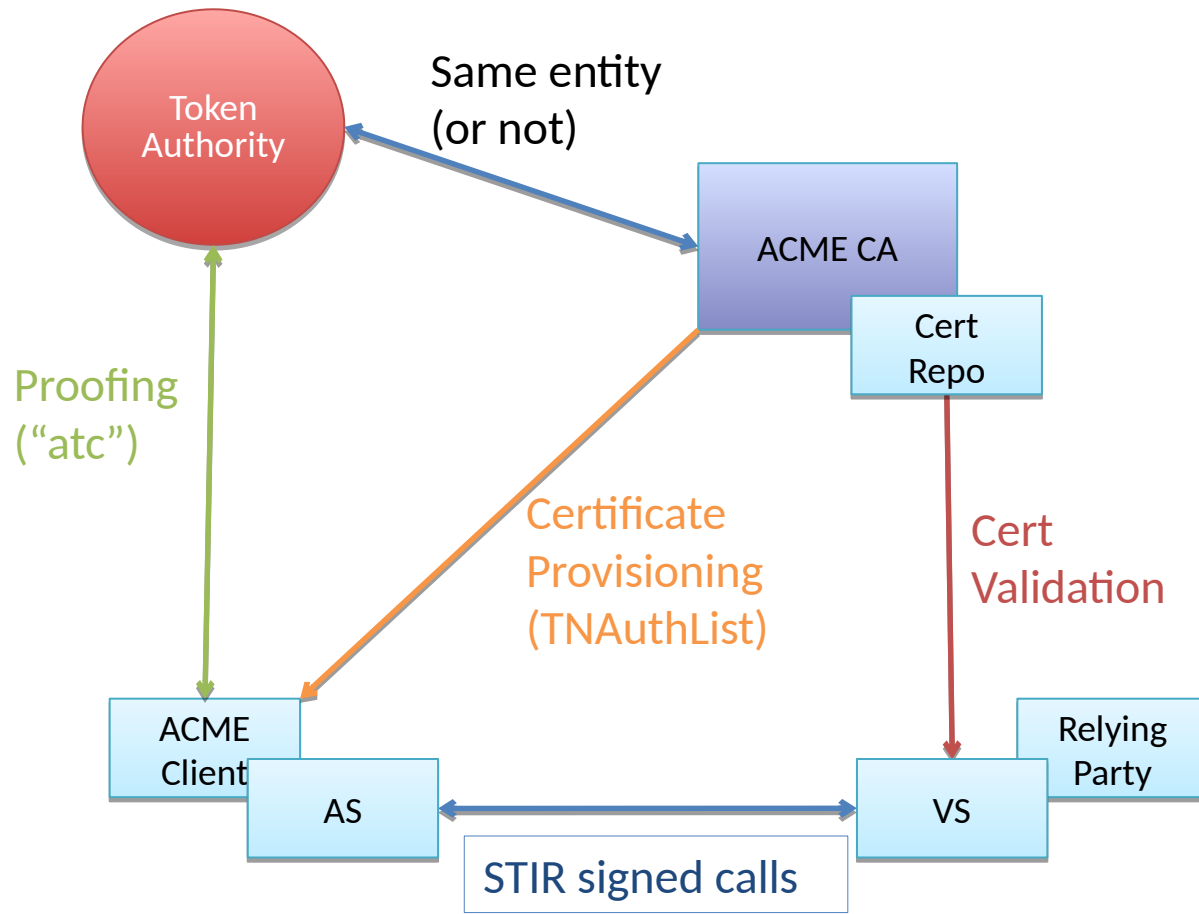 Token
Authority
Same entity
(or not)
ACME CA
Cert
Repo
Proofing
(“atc”)
Certificate
Provisioning
(TNAuthList)
Cert
Validation
ACME
Client
AS
VS
Relying
Party
STIR signed calls